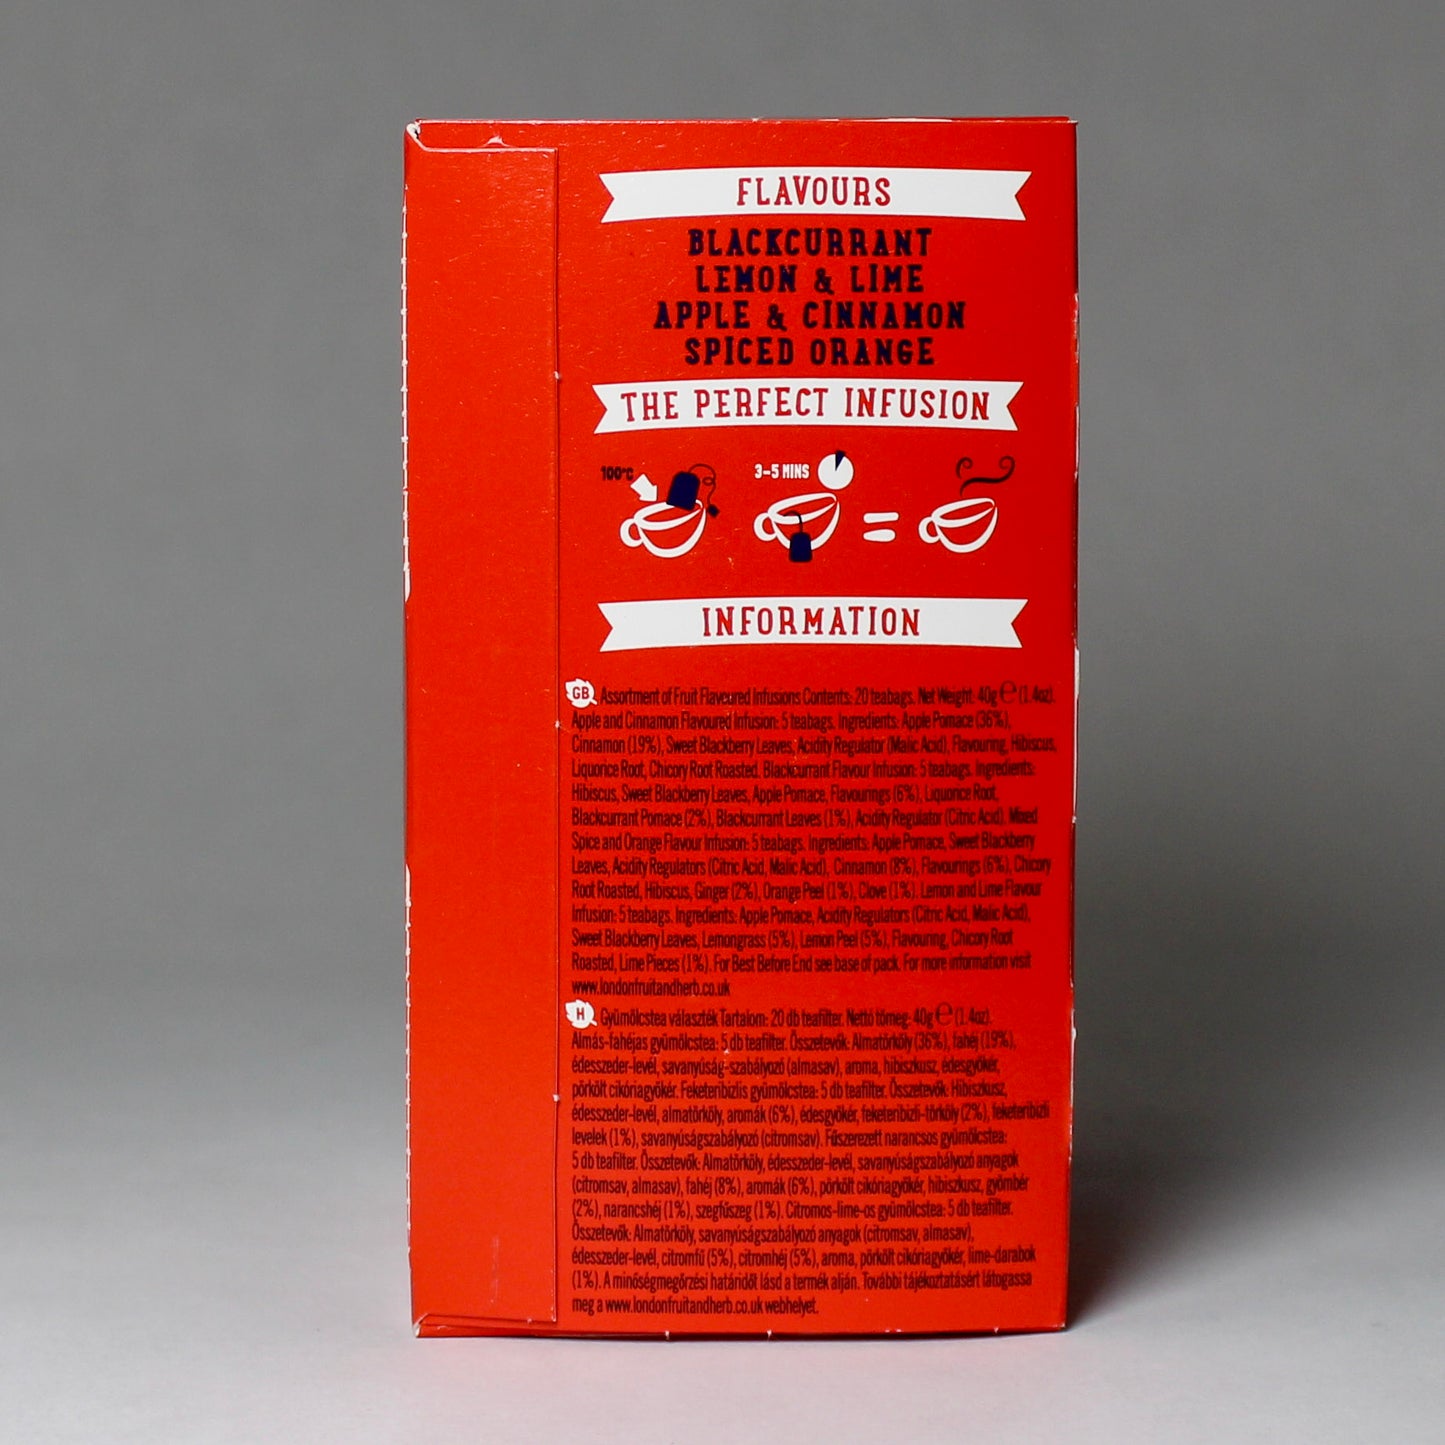 FLAVOURS
BLACKCURRANT
LEMON & LIME
APPLE & CINNAMON
SPICED ORANGE
THE PERFECT INFUSION
100°C
3-5 MINS
=
INFORMATION
GB Assortment of Fruit Flavoured Infusions Contents: 20 teabags. Net Weight: 40g ℮ (1.4oz).
Apple and Cinnamon Flavoured Infusion: 5 teabags. Ingredients: Apple Pomace (36%),
Cinnamon (19%), Sweet Blackberry Leaves, Acidity Regulator (Malic Acid), Flavouring, Hibiscus,
Liquorice Root, Chicory Root Roasted. Blackcurrant Flavour Infusion: 5 teabags. Ingredients:
Hibiscus, Sweet Blackberry Leaves, Apple Pomace, Flavourings (6%), Liquorice Root,
Blackcurrant Pomace (2%), Blackcurrant Leaves (1%), Acidity Regulator (Citric Acid). Mixed
Spice and Orange Flavour Infusion: 5 teabags. Ingredients: Apple Pomace, Sweet Blackberry
Leaves, Acidity Regulators (Citric Acid, Malic Acid), Cinnamon (8%), Flavourings (6%), Chicory
Root Roasted, Hibiscus, Ginger (2%), Orange Peel (1%), Clove (1%). Lemon and Lime Flavour
Infusion: 5 teabags. Ingredients: Apple Pomace, Acidity Regulators (Citric Acid, Malic Acid),
Sweet Blackberry Leaves, Lemongrass (5%), Lemon Peel (5%), Flavouring, Chicory Root
Roasted, Lime Pieces (1%). For Best Before End see base of pack. For more information visit
www.londonfruitandherb.co.uk
H Gyümölcstea választék Tartalom: 20 db teafilter. Nettó tömeg: 40g ℮ (1.4oz).
Almás-fahéjas gyümölcstea: 5 db teafilter. Összetevők: Almatörköly (36%), fahéj (19%),
édesszeder-levél, savanyúság-szabályozó (almasav), aroma, hibiszkusz, édesgyökér,
pörkölt cikóriagyökér. Feketeribizlis gyümölcstea: 5 db teafilter. Összetevők: Hibiszkusz,
édesszeder-levél, almatörköly, aromák (6%), édesgyökér, feketeribizli-törköly (2%), feketeribizli
levelek (1%), savanyúságszabályozó (citromsav). Fűszerezett narancsos gyümölcstea:
5 db teafilter. Összetevők: Almatörköly, édesszeder-levél, savanyúságszabályozó anyagok
(citromsav, almasav), fahéj (8%), aromák (6%), pörkölt cikóriagyökér, hibiszkusz, gyömbér
(2%), narancshéj (1%), szegfűszeg (1%). Citromos-lime-os gyümölcstea: 5 db teafilter.
Összetevők: Almatörköly, savanyúságszabályozó anyagok (citromsav, almasav),
édesszeder-levél, citromfű (5%), citromhéj (5%), aroma, pörkölt cikóriagyökér, lime-darabok
(1%). A minőségmegőrzési határidőt lásd a termék alján. További tájékoztatásért látogassa
meg a www.londonfruitandherb.co.uk webhelyet.